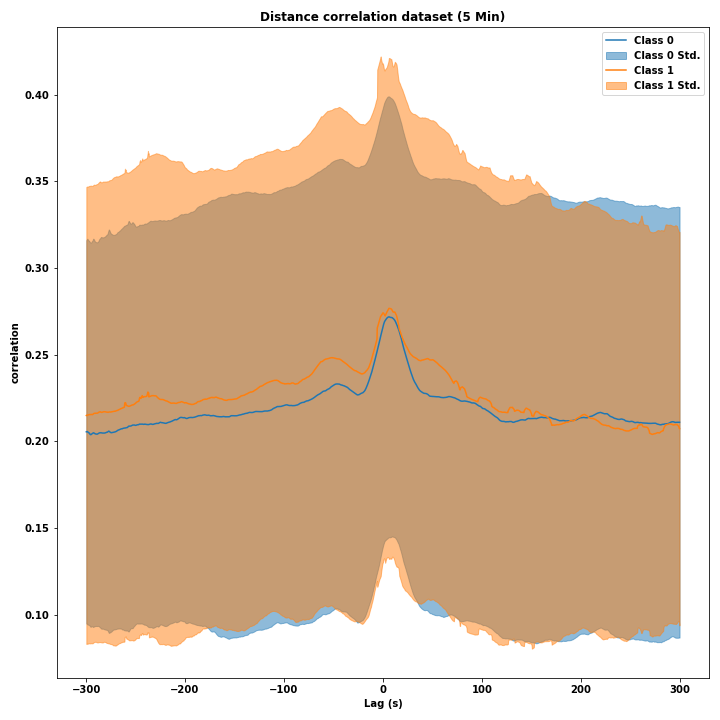 Distance correlation dataset (5 Min)
Class 0
Class 0 Std.
Class 1
Class 1 Std.
0.40
0.35
0.30
0.25
0.20
0.15
0.10
correlation
−300
−200
−100
0
100
200
300
Lag (s)